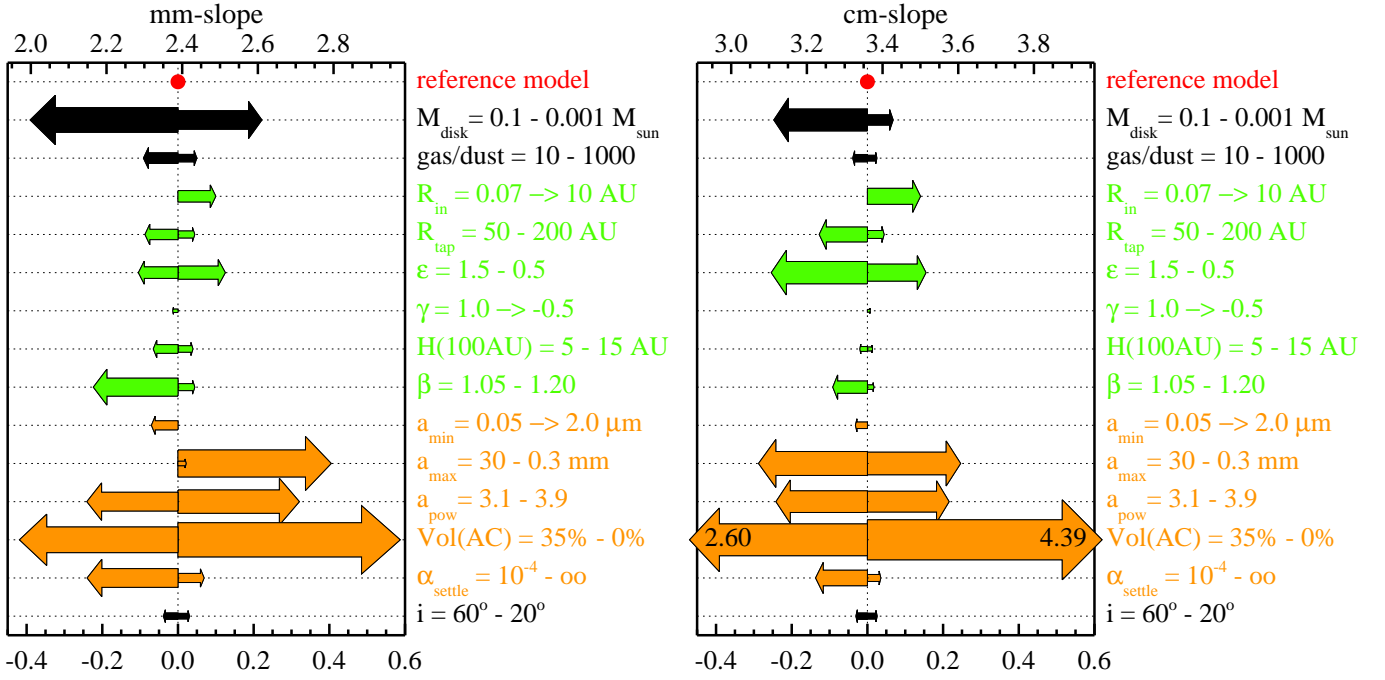 mm-slope
2.0 2.2 2.4 2.6 2.8
reference model
M_disk = 0.1 - 0.001 M_sun
gas/dust = 10 - 1000
R_in = 0.07 –> 10 AU
R_tap = 50 - 200 AU
ε = 1.5 - 0.5
γ = 1.0 –> -0.5
H(100AU) = 5 - 15 AU
β = 1.05 - 1.20
a_min = 0.05 –> 2.0 μm
a_max = 30 - 0.3 mm
a_pow = 3.1 - 3.9
Vol(AC) = 35% - 0%
α_settle = 10^-4 - oo
i = 60° - 20°
-0.4 -0.2 0.0 0.2 0.4 0.6
cm-slope
3.0 3.2 3.4 3.6 3.8
reference model
M_disk = 0.1 - 0.001 M_sun
gas/dust = 10 - 1000
R_in = 0.07 –> 10 AU
R_tap = 50 - 200 AU
ε = 1.5 - 0.5
γ = 1.0 –> -0.5
H(100AU) = 5 - 15 AU
β = 1.05 - 1.20
a_min = 0.05 –> 2.0 μm
a_max = 30 - 0.3 mm
a_pow = 3.1 - 3.9
2.60 4.39 Vol(AC) = 35% - 0%
α_settle = 10^-4 - oo
i = 60° - 20°
-0.4 -0.2 0.0 0.2 0.4 0.6